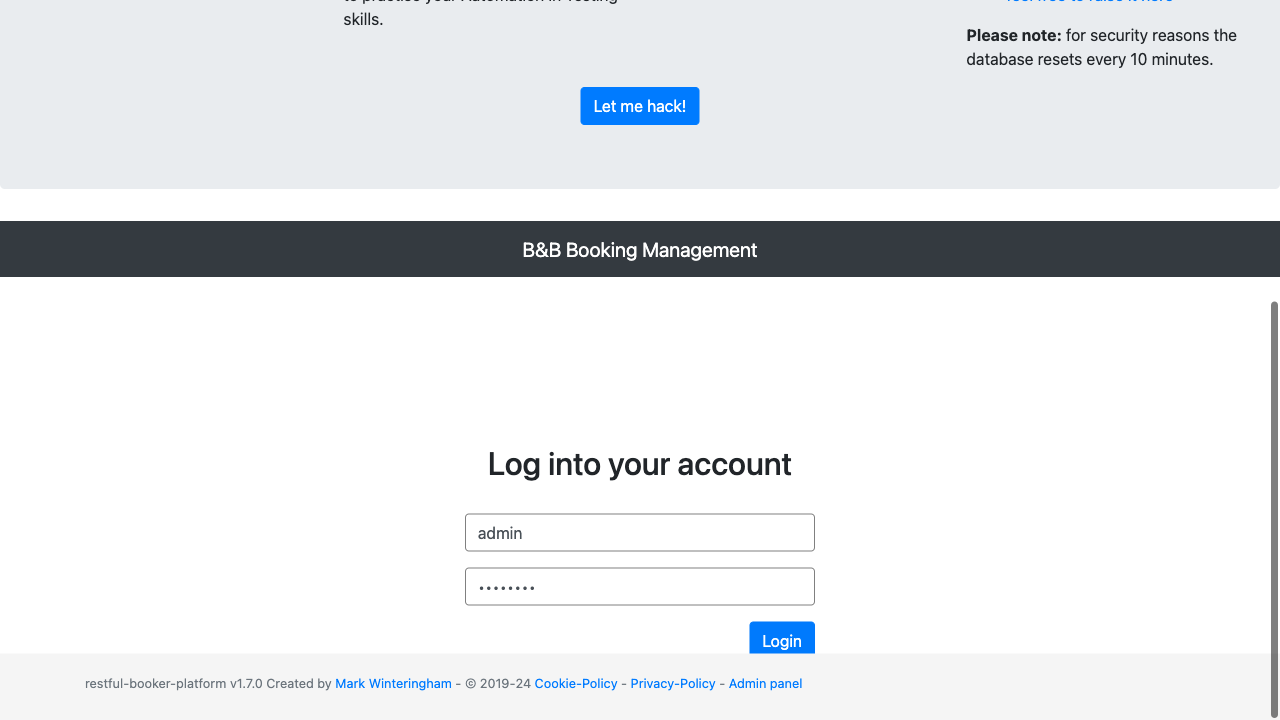 skills.
Please note: for security reasons the
database resets every 10 minutes.
Let me hack!
B&B Booking Management
Log into your account
admin
••••••••
Login
restful-booker-platform v1.7.0 Created by Mark Winteringham - © 2019-24 Cookie-Policy - Privacy-Policy - Admin panel